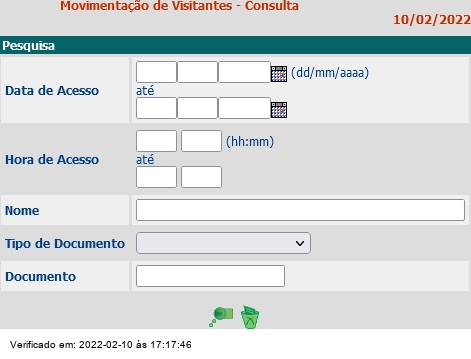 Movimentação de Visitantes - Consulta
10/02/2022
Pesquisa
Data de Acesso
(dd/mm/aaaa)
até
Hora de Acesso
(hh:mm)
até
Nome
Tipo de Documento
Documento
Verificado em: 2022-02-10 às 17:17:46